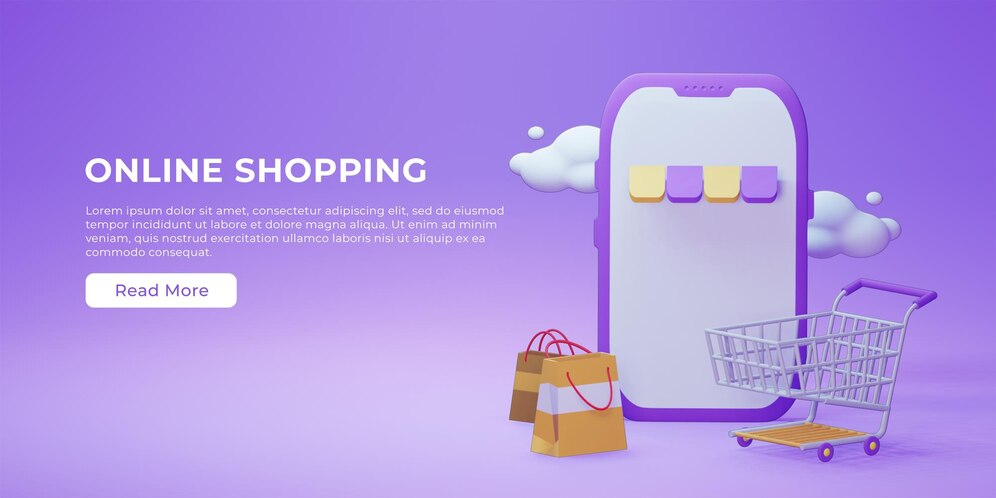 ONLINE SHOPPING
Lorem ipsum dolor sit amet, consectetur adipiscing elit, sed do eiusmod
tempor incididunt ut labore et dolore magna aliqua. Ut enim ad minim
veniam, quis nostrud exercitation ullamco laboris nisi ut aliquip ex ea
commodo consequat.
Read More